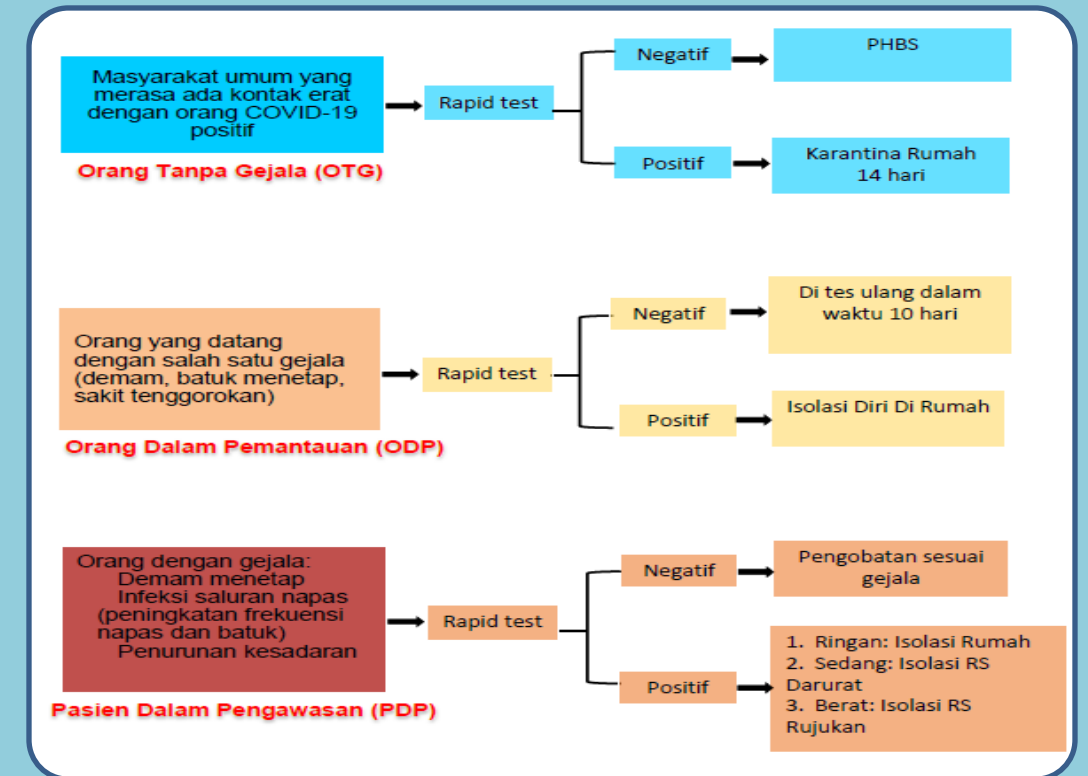 Masyarakat umum yang
merasa ada kontak erat
dengan orang COVID-19
positif
Orang Tanpa Gejala (OTG)
Rapid test
Negatif
PHBS
Positif
Karantina Rumah
14 hari
Orang yang datang
dengan salah satu gejala
(demam, batuk menetap,
sakit tenggorokan)
Orang Dalam Pemantauan (ODP)
Rapid test
Negatif
Di tes ulang dalam
waktu 10 hari
Positif
Isolasi Diri Di Rumah
Orang dengan gejala:
Demam menetap
Infeksi saluran napas
(peningkatan frekuensi
napas dan batuk)
Penurunan kesadaran
Pasien Dalam Pengawasan (PDP)
Rapid test
Negatif
Pengobatan sesuai
gejala
Positif
1. Ringan: Isolasi Rumah
2. Sedang: Isolasi RS
Darurat
3. Berat: Isolasi RS
Rujukan